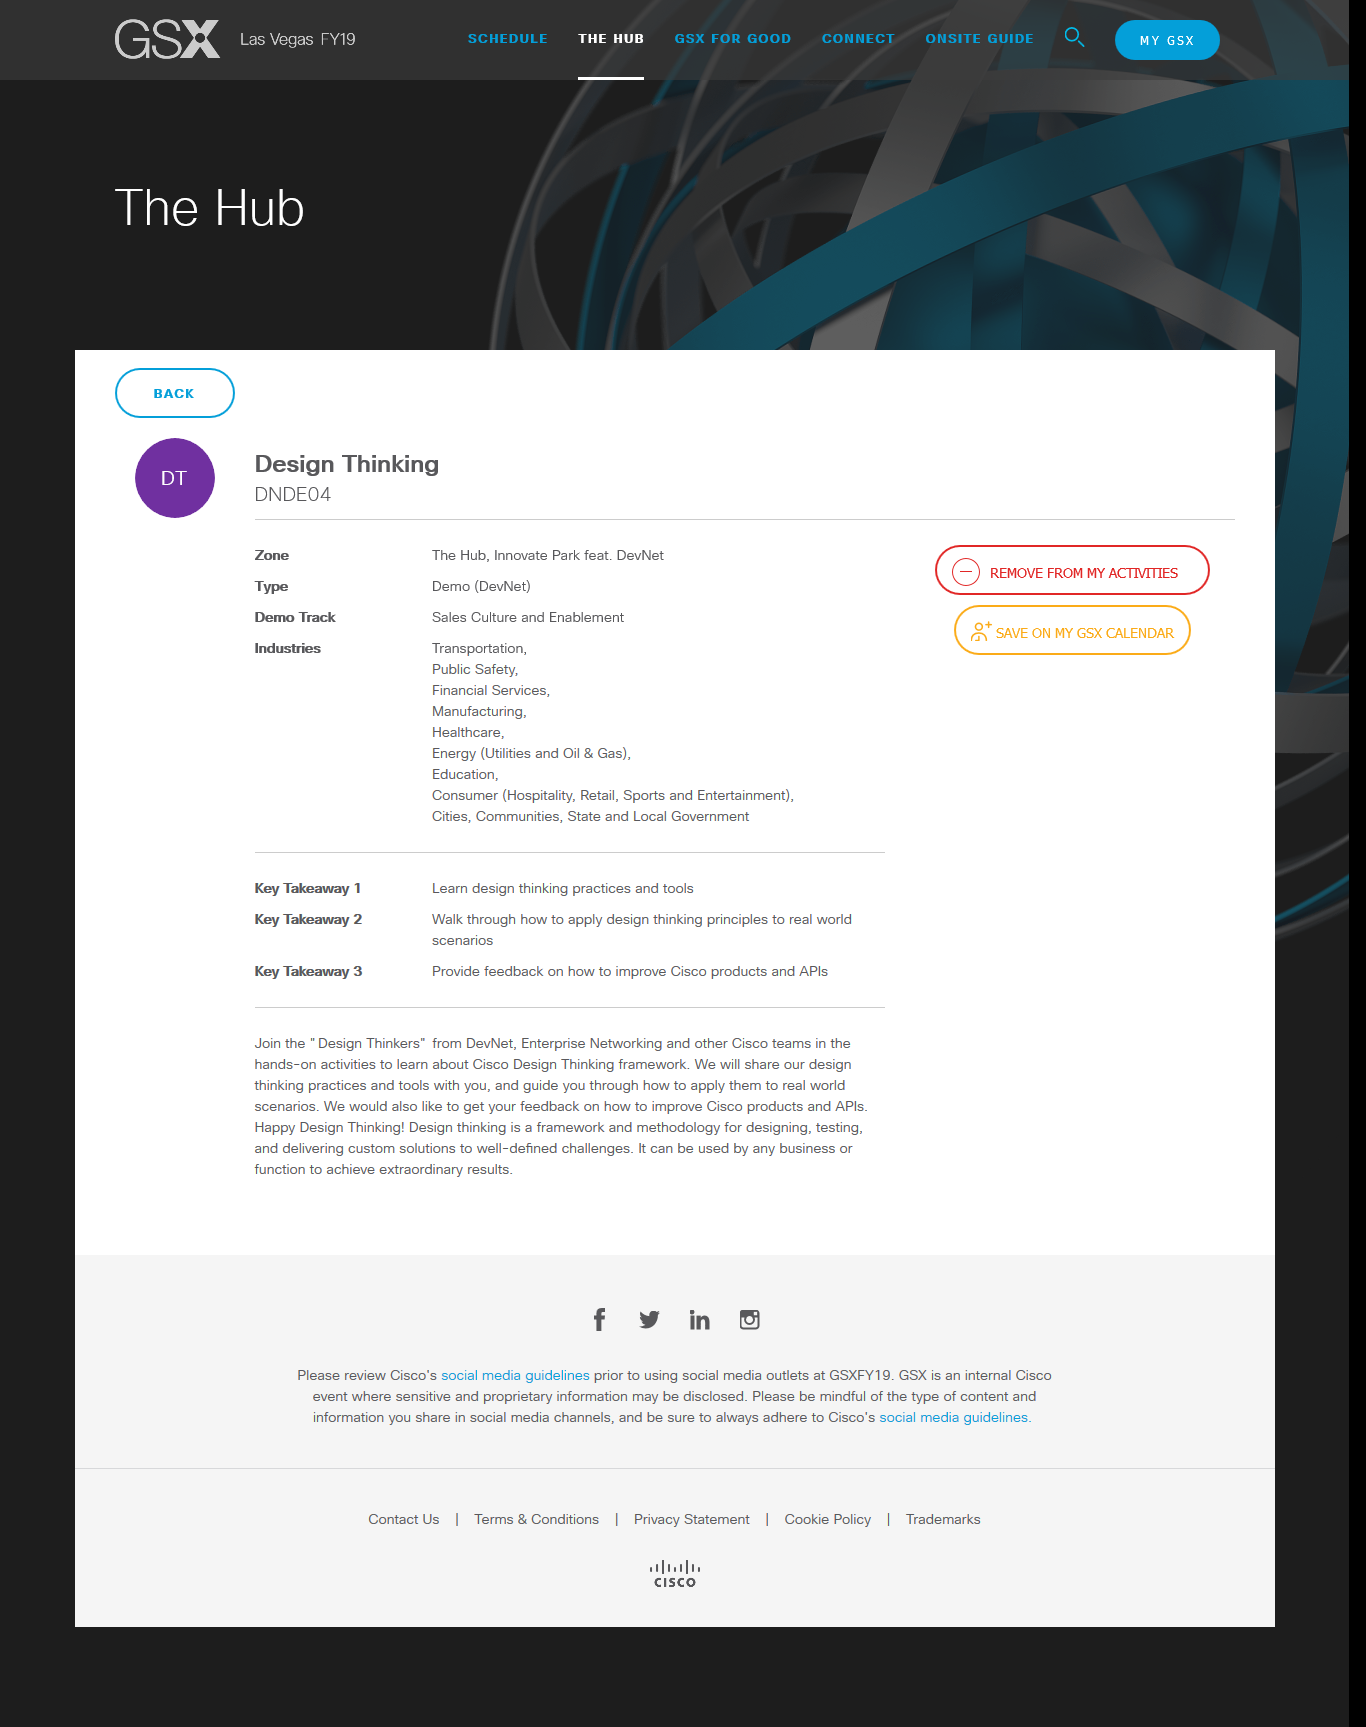 GSX Las Vegas FY19
SCHEDULE THE HUB GSX FOR GOOD CONNECT ONSITE GUIDE MY GSX
The Hub
BACK
DT
Design Thinking
DNDE04
Zone The Hub, Innovate Park feat. DevNet
REMOVE FROM MY ACTIVITIES
Type Demo (DevNet)
Demo Track Sales Culture and Enablement
SAVE ON MY GSX CALENDAR
Industries Transportation,
Public Safety,
Financial Services,
Manufacturing,
Healthcare,
Energy (Utilities and Oil & Gas),
Education,
Consumer (Hospitality, Retail, Sports and Entertainment),
Cities, Communities, State and Local Government
Key Takeaway 1 Learn design thinking practices and tools
Key Takeaway 2 Walk through how to apply design thinking principles to real world
scenarios
Key Takeaway 3 Provide feedback on how to improve Cisco products and APIs
Join the "Design Thinkers" from DevNet, Enterprise Networking and other Cisco teams in the
hands-on activities to learn about Cisco Design Thinking framework. We will share our design
thinking practices and tools with you, and guide you through how to apply them to real world
scenarios. We would also like to get your feedback on how to improve Cisco products and APIs.
Happy Design Thinking! Design thinking is a framework and methodology for designing, testing,
and delivering custom solutions to well-defined challenges. It can be used by any business or
function to achieve extraordinary results.
Please review Cisco's social media guidelines prior to using social media outlets at GSXFY19. GSX is an internal Cisco
event where sensitive and proprietary information may be disclosed. Please be mindful of the type of content and
information you share in social media channels, and be sure to always adhere to Cisco's social media guidelines.
Contact Us | Terms & Conditions | Privacy Statement | Cookie Policy | Trademarks
CISCO